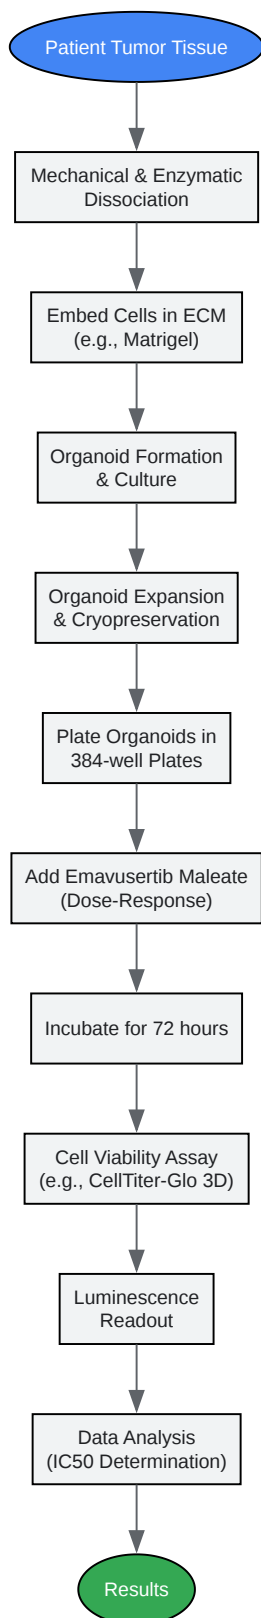 Patient Tumor Tissue
Mechanical & Enzymatic
Dissociation
Embed Cells in ECM
(e.g., Matrigel)
Organoid Formation
& Culture
Organoid Expansion
& Cryopreservation
Plate Organoids in
384-well Plates
Add Emavusertib Maleate
(Dose-Response)
Incubate for 72 hours
Cell Viability Assay
(e.g., CellTiter-Glo 3D)
Luminescence
Readout
Data Analysis
(IC50 Determination)
Results